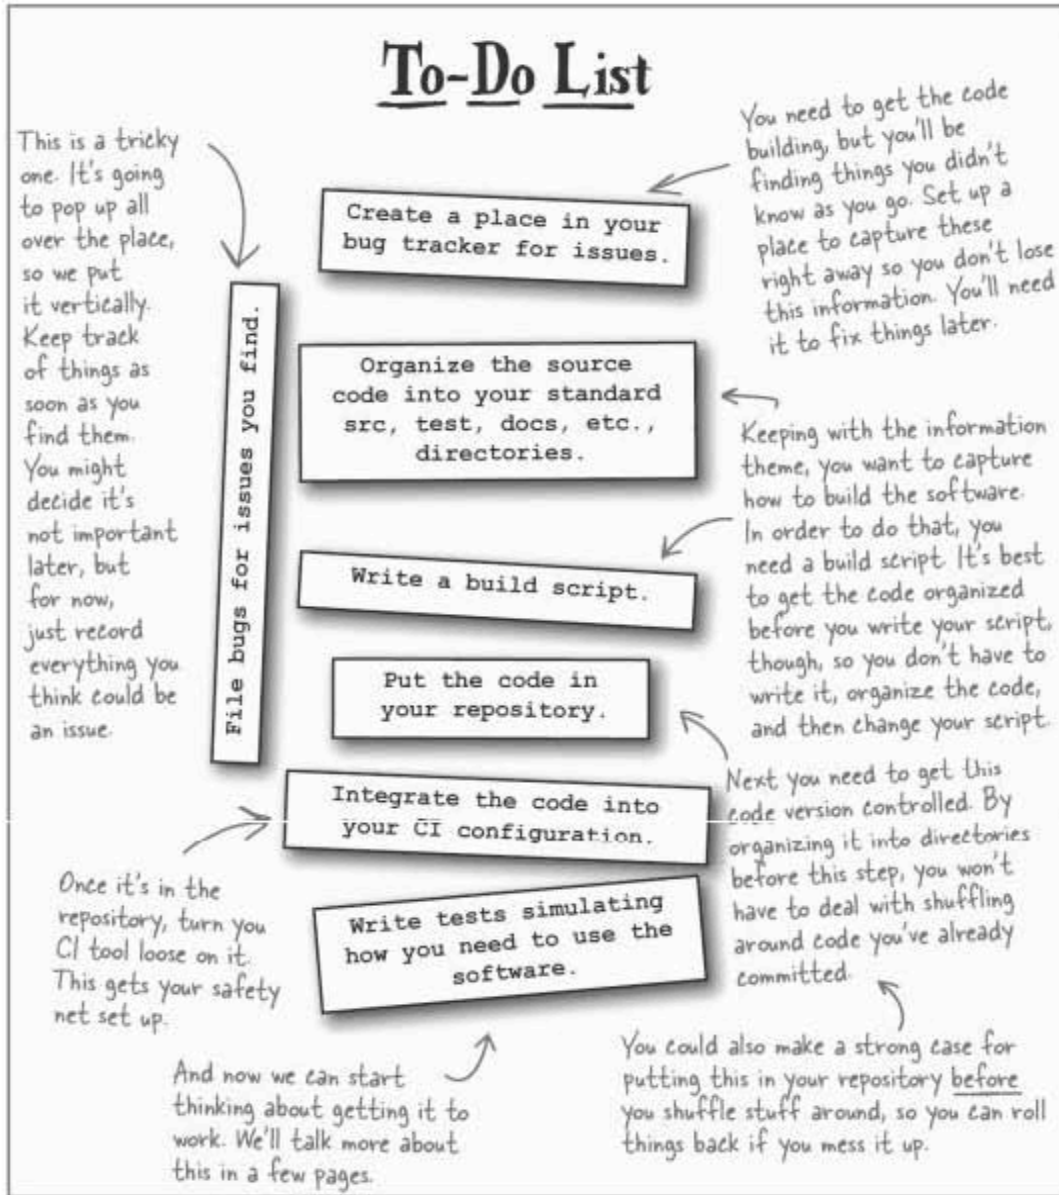 To-Do List
This is a tricky
one. It's going
to pop up all
over the place,
so we put
it vertically.
Keep track
of things as
soon as you
find them.
You might
decide it's
not important
later, but
for now,
just record
everything you
think could be
an issue.
File bugs for issues you find.
Create a place in your
bug tracker for issues.
You need to get the code
building, but you'll be
finding things you didn't
know as you go. Set up a
place to capture these
right away so you don't lose
this information. You'll need
it to fix things later.
Organize the source
code into your standard
src, test, docs, etc.,
directories.
Keeping with the information
theme, you want to capture
how to build the software.
In order to do that, you
need a build script. It's best
to get the code organized
before you write your script,
though, so you don't have to
write it, organize the code,
and then change your script.
Write a build script.
Put the code in
your repository.
Next you need to get this
code version controlled. By
organizing it into directories
before this step, you won't
have to deal with shuffling
around code you've already
committed.
You could also make a strong case for
putting this in your repository before
you shuffle stuff around, so you can roll
things back if you mess it up.
Integrate the code into
your CI configuration.
Once it's in the
repository, turn you
CI tool loose on it.
This gets your safety
net set up.
Write tests simulating
how you need to use the
software.
And now we can start
thinking about getting it to
work. We'll talk more about
this in a few pages.